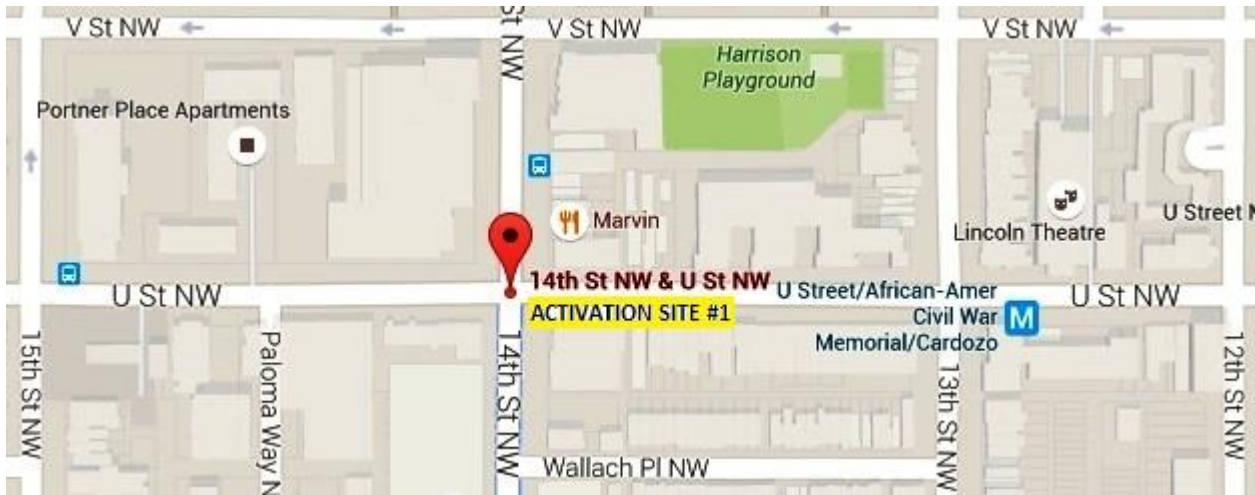 V St NW
St NW
V St NW
V St NW
Harrison
Playground
Portner Place Apartments
Marvin
Lincoln Theatre
U Street
14th St NW & U St NW
ACTIVATION SITE #1
U St NW
U Street/African-Amer
Civil War
Memorial/Cardozo
M
U St NW
15th St NW
Paloma Way N
14th St NW
13th St NW
12th St NW
Wallach Pl NW